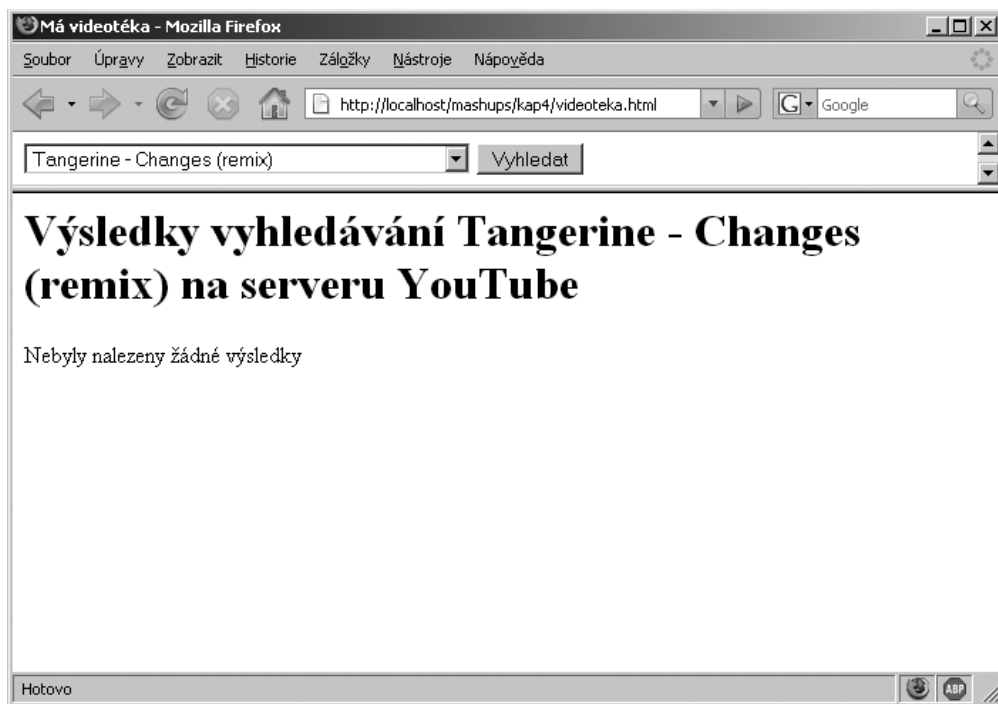 Má videotéka - Mozilla Firefox
Soubor Úpravy Zobrazit Historie Záložky Nástroje Nápověda
http://localhost/mashups/kap4/videoteka.html G Google
Tangerine - Changes (remix) Vyhledat
Výsledky vyhledávání Tangerine - Changes
(remix) na serveru YouTube
Nebyly nalezeny žádné výsledky
Hotovo ABP